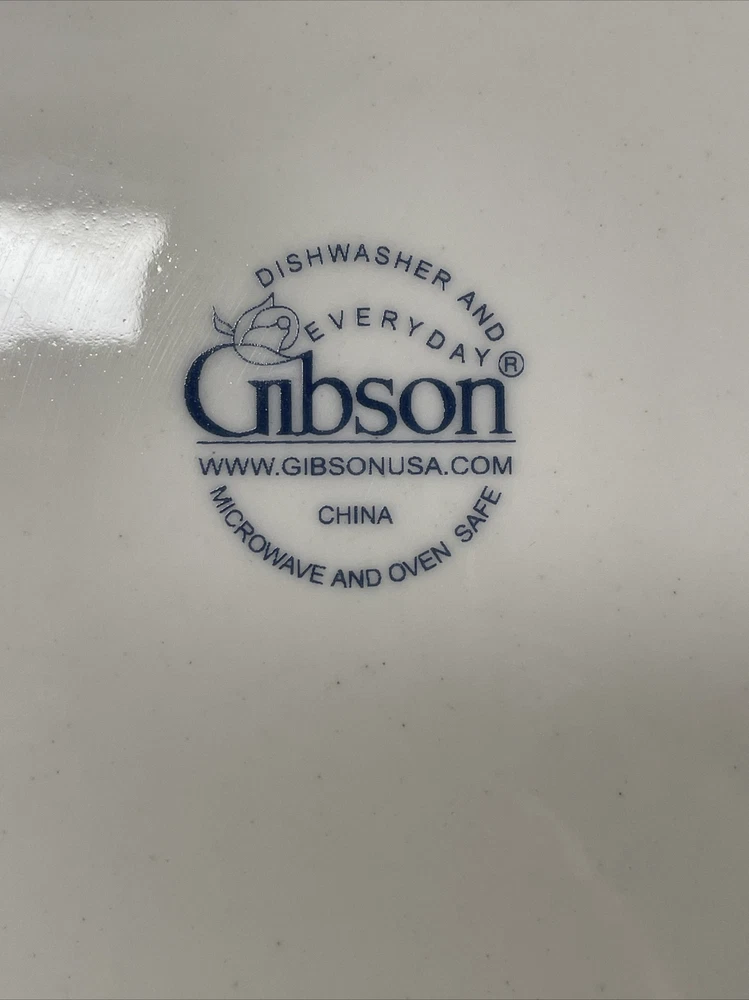 DISHWASHER AND
EVERYDAY
Gibson®
WWW.GIBSONUSA.COM
CHINA
MICROWAVE AND OVEN SAFE